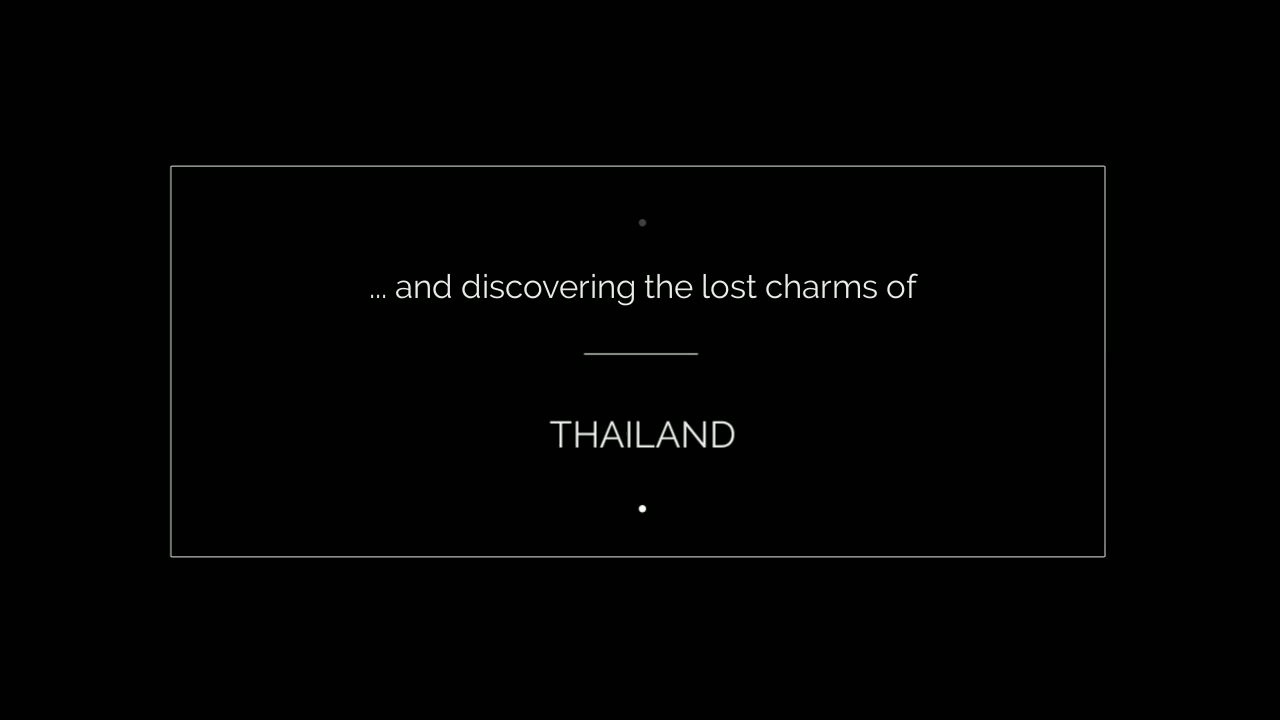 ... and discovering the lost charms of
THAILAND